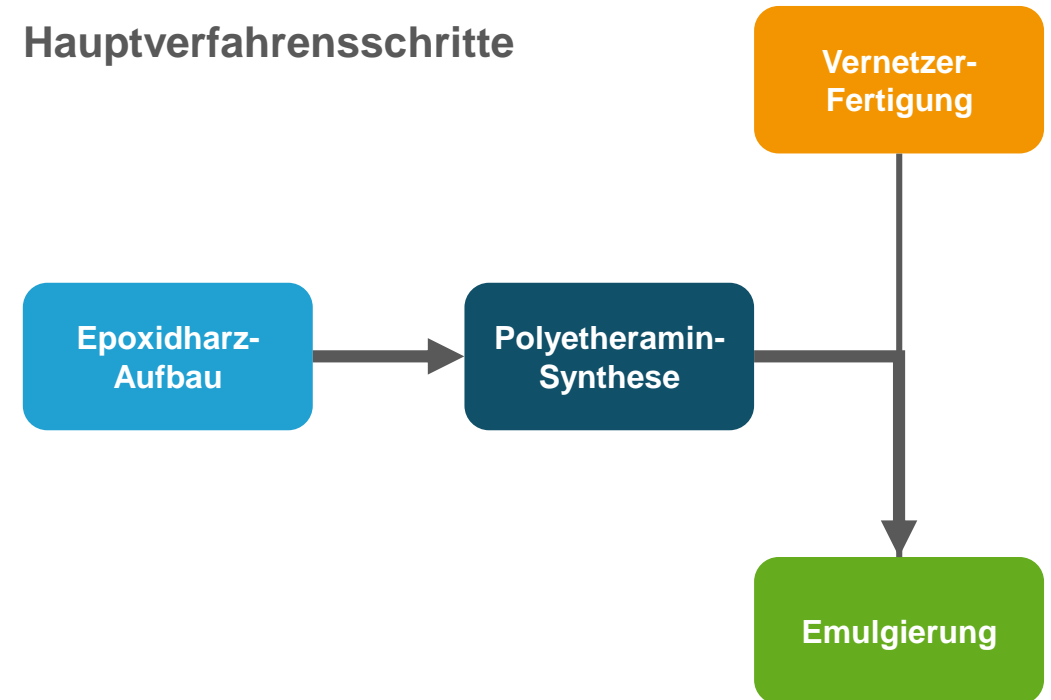 Hauptverfahrensschritte
Vernetzer-
Fertigung
Epoxidharz-
Aufbau
Polyetheramin-
Synthese
Emulgierung